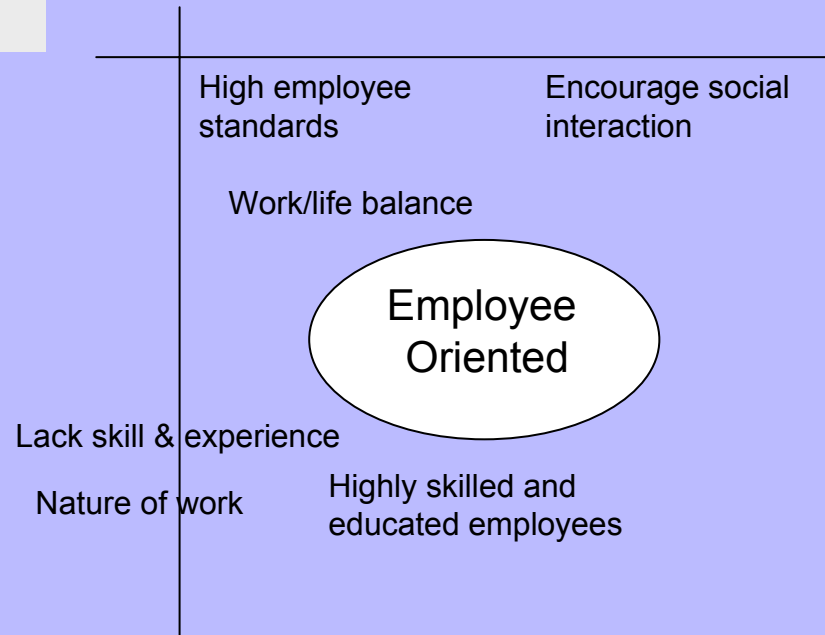 High employee
standards
Encourage social
interaction
Work/life balance
Employee
Oriented
Lack skill & experience
Nature of work
Highly skilled and
educated employees